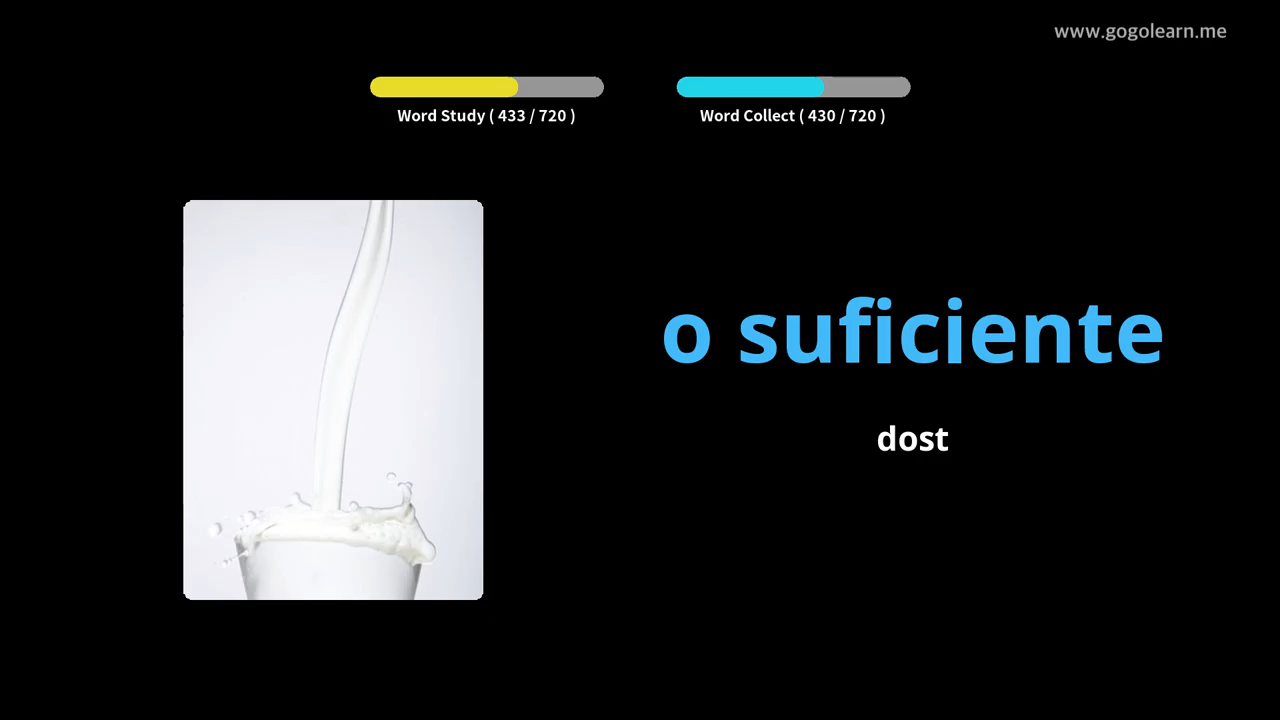 www.gogolearn.me
Word Study ( 433 / 720 )
Word Collect ( 430 / 720 )
o suficiente
dost